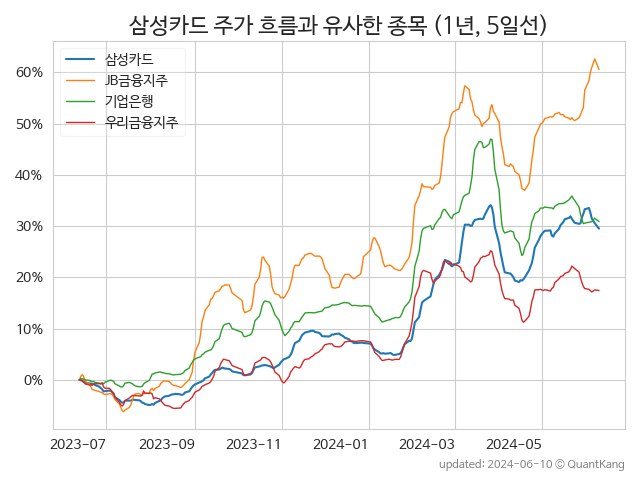 삼성카드 주가 흐름과 유사한 종목 (1년, 5일선)
삼성카드
JB금융지주
기업은행
우리금융지주
60%
50%
40%
30%
20%
10%
0%
2023-07
2023-09
2023-11
2024-01
2024-03
2024-05
updated: 2024-06-10 © QuantKang